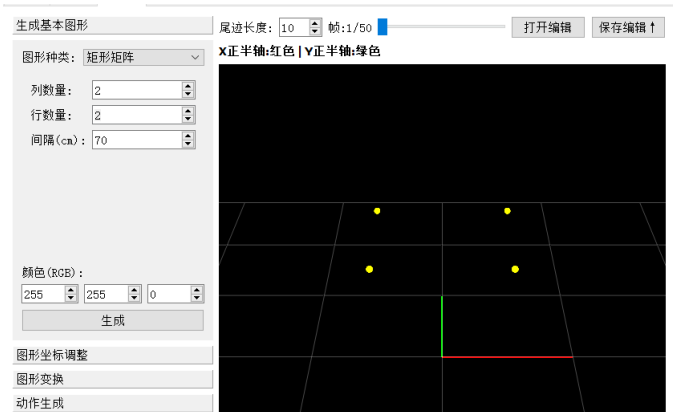 生成基本图形
尾迹长度: 10 帧:1/50 打开编辑 保存编辑↑
X正半轴:红色|Y正半轴:绿色
图形种类: 矩形矩阵
列数量: 2
行数量: 2
间隔(cm): 70
颜色(RGB):
255 255 0
生成
图形坐标调整
图形变换
动作生成